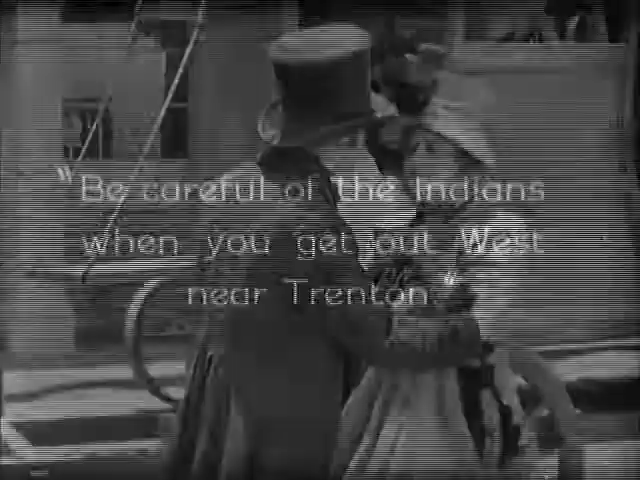 "Be careful of the Indians
when you get out West
near Trenton."